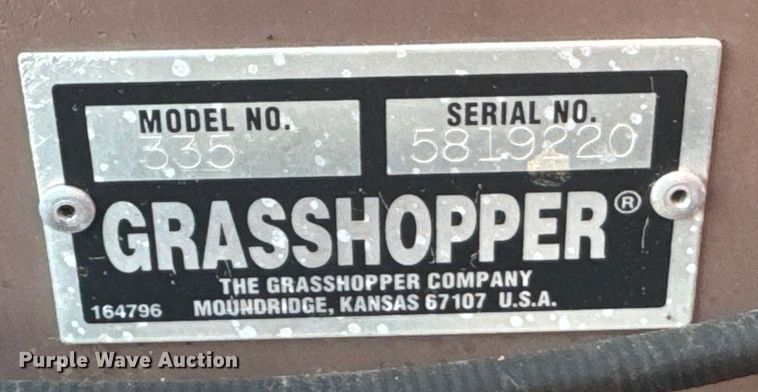 MODEL NO. SERIAL NO.
335 5819220
GRASSHOPPER®
THE GRASSHOPPER COMPANY
164796 MOUNDRIDGE, KANSAS 67107 U.S.A.
Purple Wave Auction